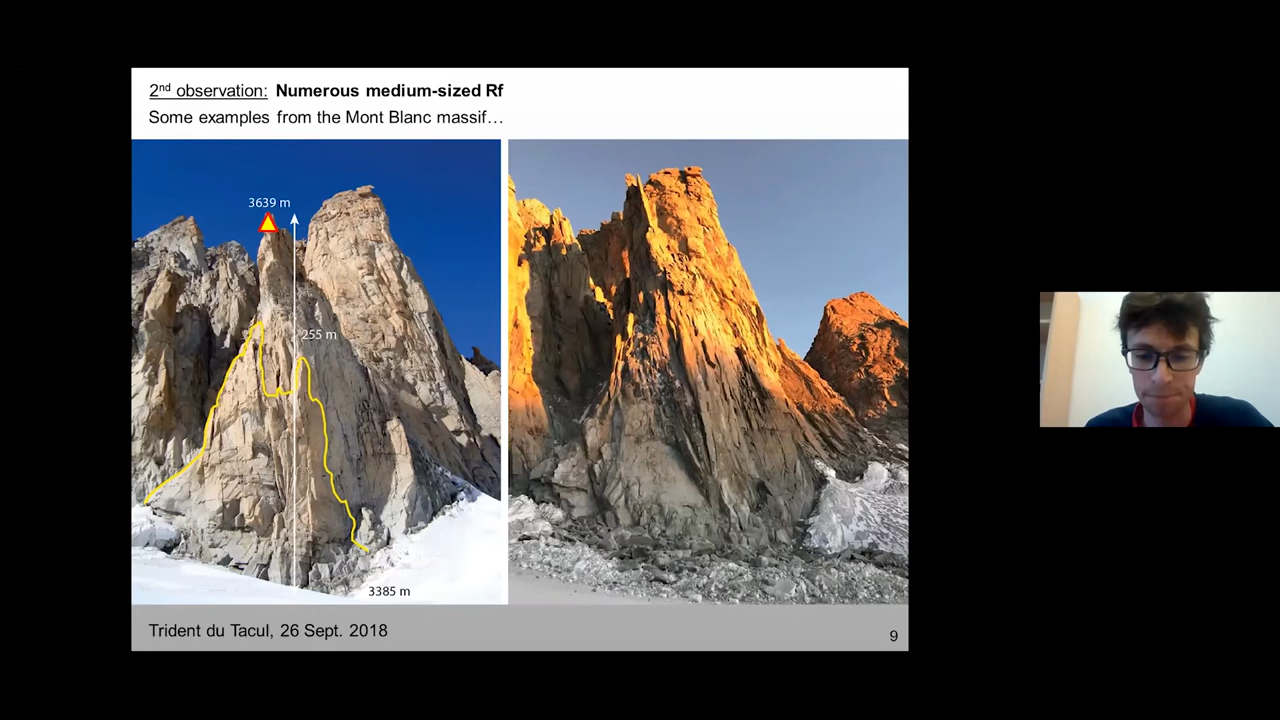 2nd observation: Numerous medium-sized Rf
Some examples from the Mont Blanc massif…
3639 m
255 m
3385 m
Trident du Tacul, 26 Sept. 2018
9